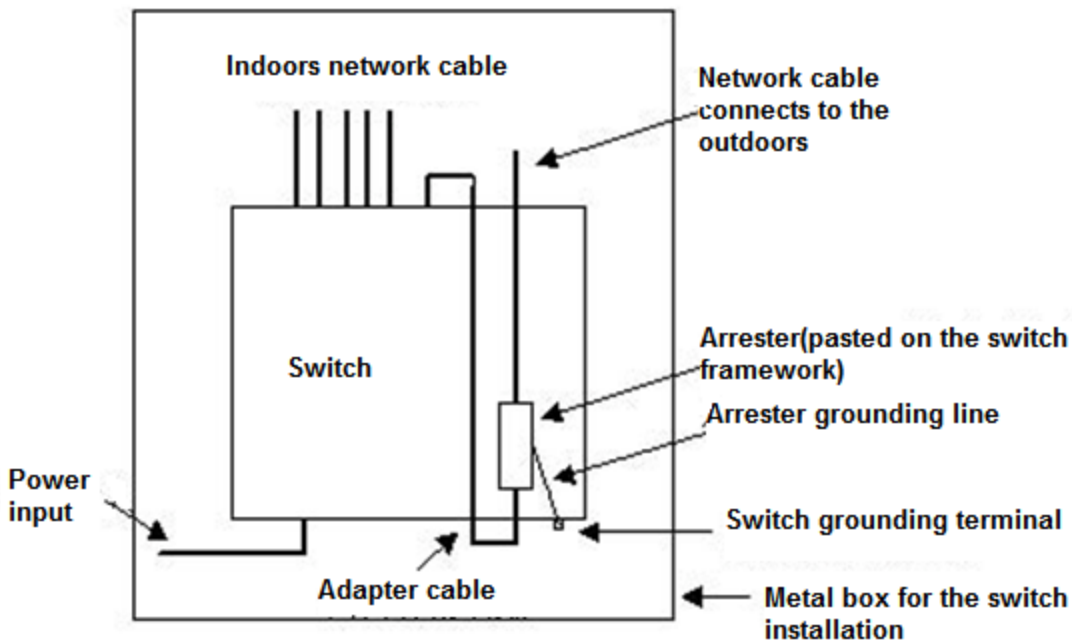 Indoors network cable
Network cable
connects to the
outdoors
Switch
Arrester(pasted on the switch
framework)
Arrester grounding line
Power
input
Switch grounding terminal
Adapter cable
Metal box for the switch
installation